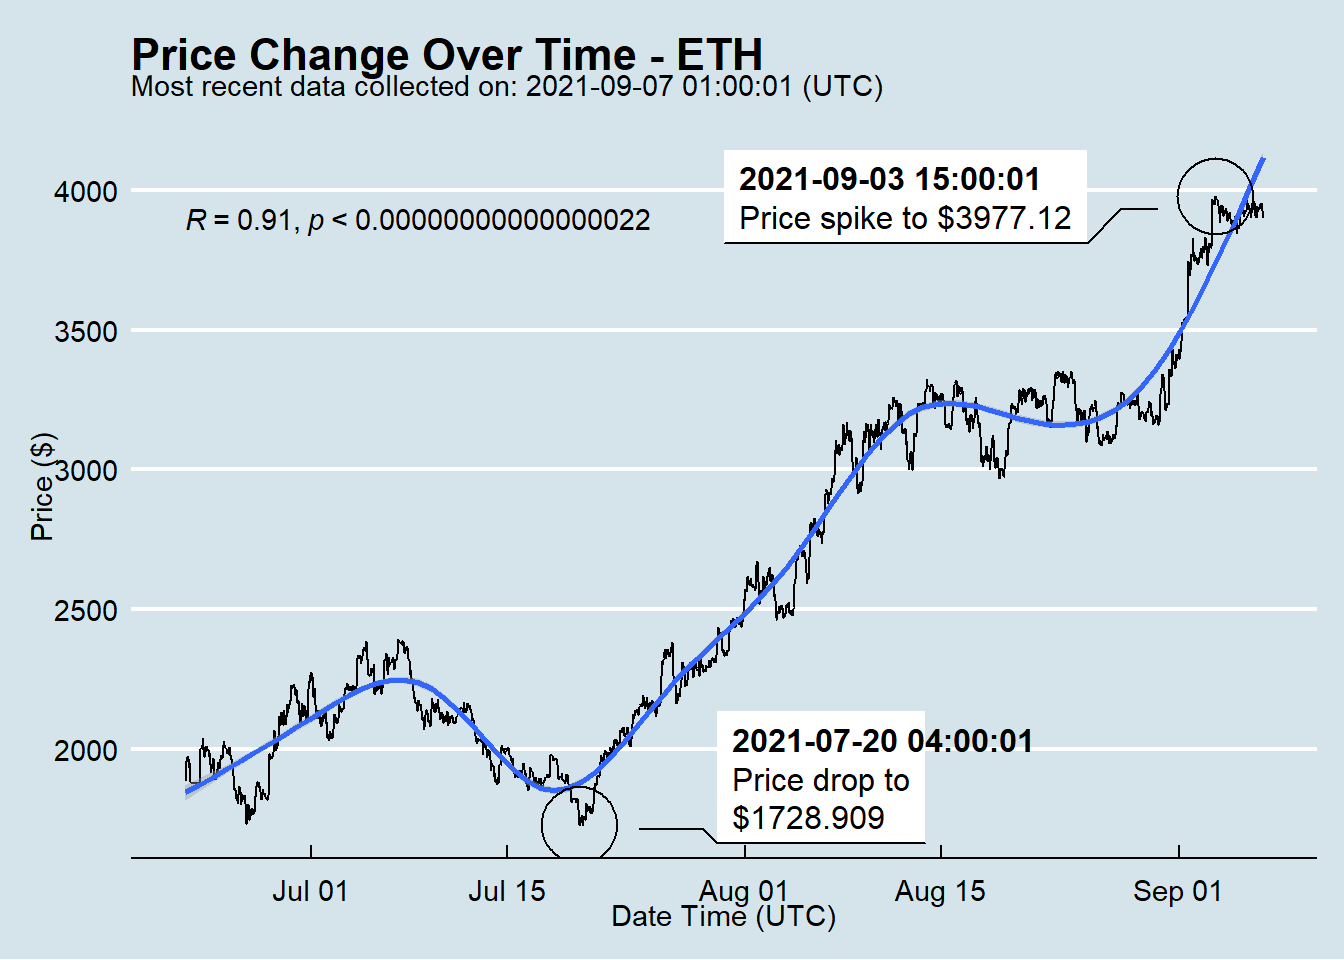 Price Change Over Time - ETH
Most recent data collected on: 2021-09-07 01:00:01 (UTC)
2021-09-03 15:00:01
Price spike to $3977.12
R = 0.91, p < 0.00000000000000022
4000
3500
3000
2500
2000
Price ($)
2021-07-20 04:00:01
Price drop to
$1728.909
Jul 01
Jul 15
Aug 01
Aug 15
Sep 01
Date Time (UTC)